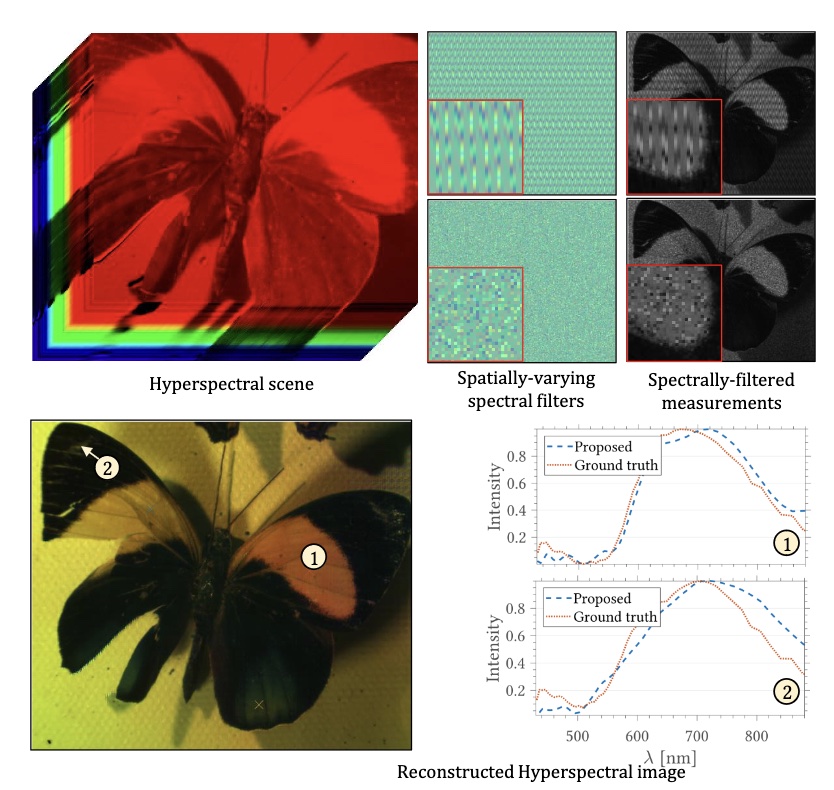 Hyperspectral scene
Spatially-varying
spectral filters
Spectrally-filtered
measurements
2
1
Intensity
0.8
0.6
0.4
0.2
Proposed
Ground truth
1
Intensity
0.8
0.6
0.4
0.2
Proposed
Ground truth
2
500 600 700 800
λ [nm]
Reconstructed Hyperspectral image